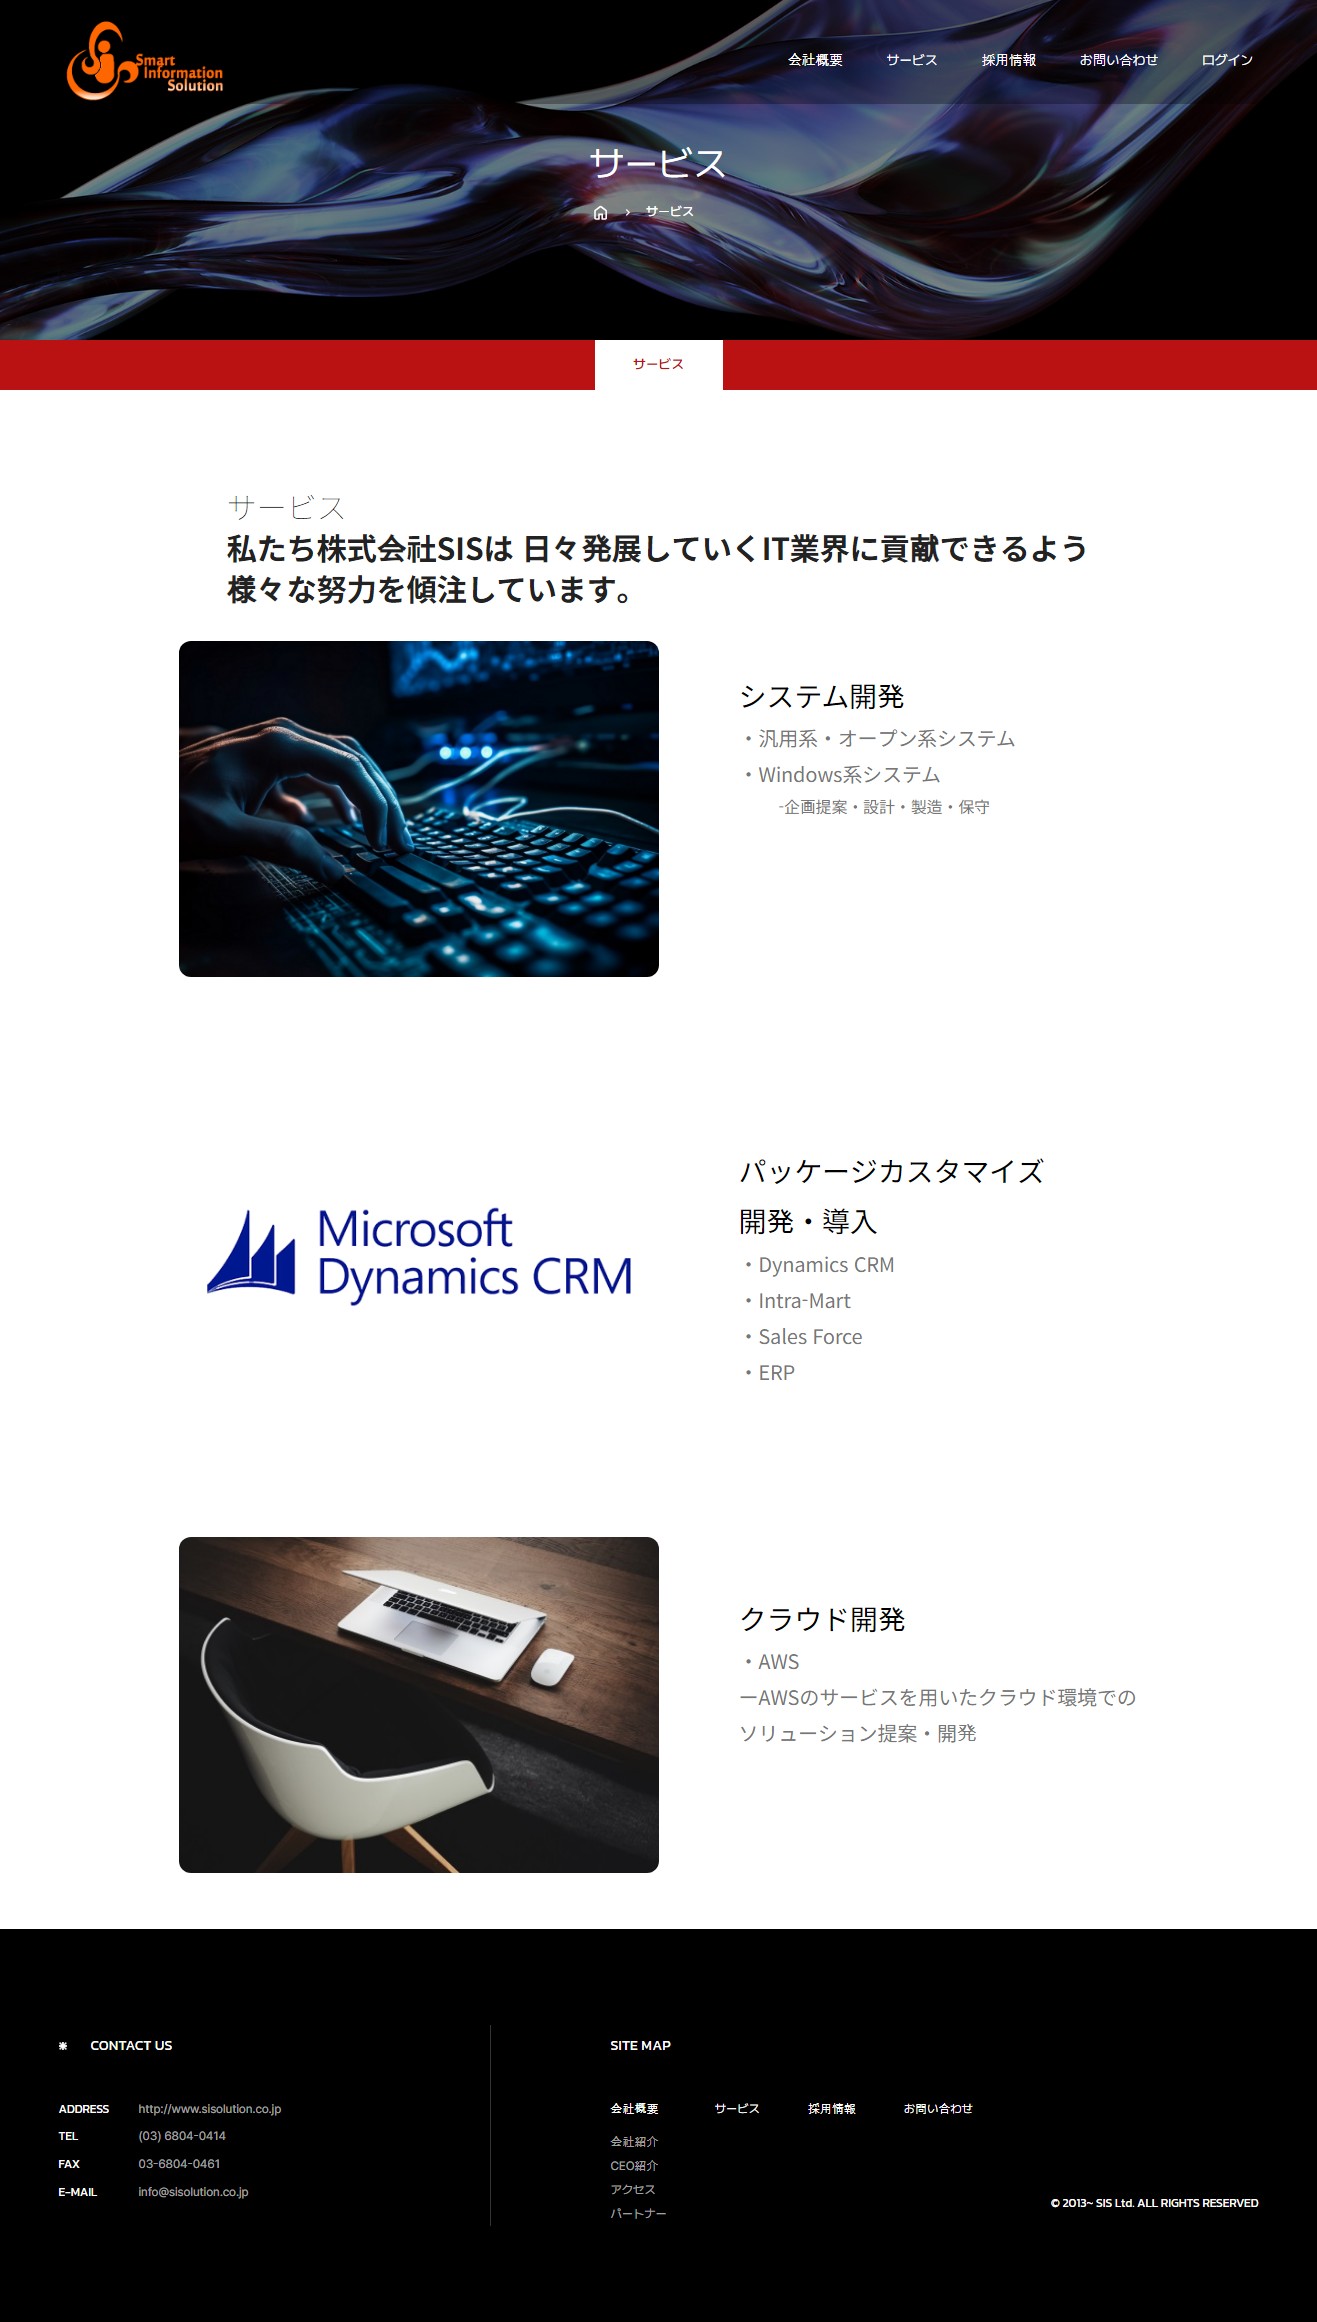 Smart
Information
Solution
会社概要 サービス 採用情報 お問い合わせ ログイン
サービス
› サービス
サービス
サービス
私たち株式会社SISは 日々発展していくIT業界に貢献できるよう
様々な努力を傾注しています。
システム開発
・汎用系・オープン系システム
・Windows系システム
-企画提案・設計・製造・保守
Microsoft
Dynamics CRM
パッケージカスタマイズ
開発・導入
・Dynamics CRM
・Intra-Mart
・Sales Force
・ERP
クラウド開発
・AWS
ーAWSのサービスを用いたクラウド環境での
ソリューション提案・開発
CONTACT US
ADDRESS http://www.sisolution.co.jp
TEL (03) 6804-0414
FAX 03-6804-0461
E-MAIL info@sisolution.co.jp
SITE MAP
会社概要 サービス 採用情報 お問い合わせ
会社紹介
CEO紹介
アクセス
パートナー
© 2013~ SIS Ltd. ALL RIGHTS RESERVED